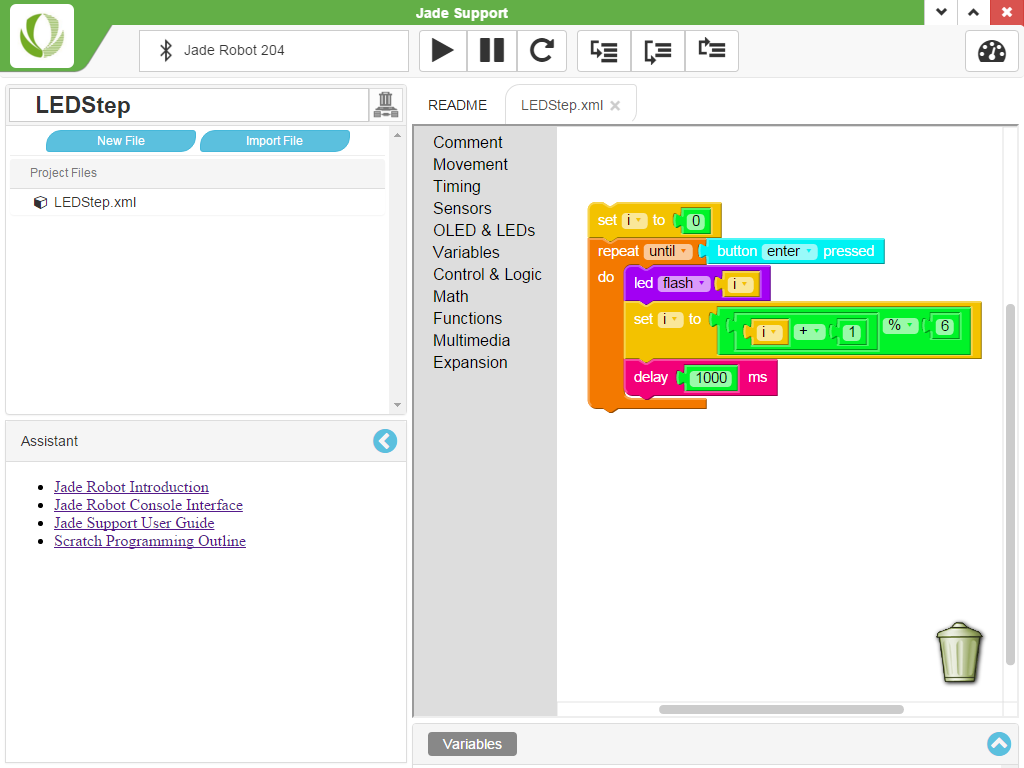 Jade Support
Jade Robot 204
LEDStep
New File
Import File
Project Files
LEDStep.xml
Assistant
Jade Robot Introduction
Jade Robot Console Interface
Jade Support User Guide
Scratch Programming Outline
README
LEDStep.xml
Comment
Movement
Timing
Sensors
OLED & LEDs
Variables
Control & Logic
Math
Functions
Multimedia
Expansion
set i to 0
repeat until button enter pressed
do led flash i
set i to i + 1 % 6
delay 1000 ms
Variables